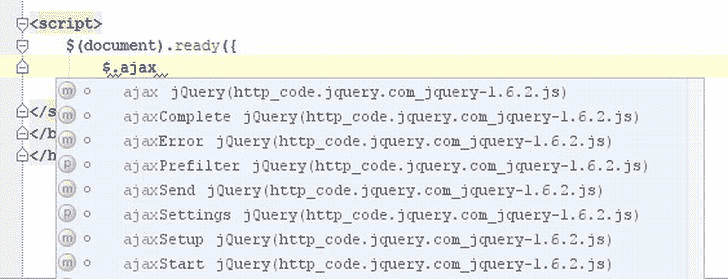 <script>
$(document).ready({
$.ajax
m ajax jQuery(http_code.jquery.com_jquery-1.6.2.js)
m ajaxComplete jQuery(http_code.jquery.com_jquery-1.6.2.js)
</s
m ajaxError jQuery(http_code.jquery.com_jquery-1.6.2.js)
</b
p ajaxPrefilter jQuery(http_code.jquery.com_jquery-1.6.2.js)
</h
m ajaxSend jQuery(http_code.jquery.com_jquery-1.6.2.js)
p ajaxSettings jQuery(http_code.jquery.com_jquery-1.6.2.js)
m ajaxSetup jQuery(http_code.jquery.com_jquery-1.6.2.js)
m ajaxStart jQuery(http_code.jquery.com_jquery-1.6.2.js)